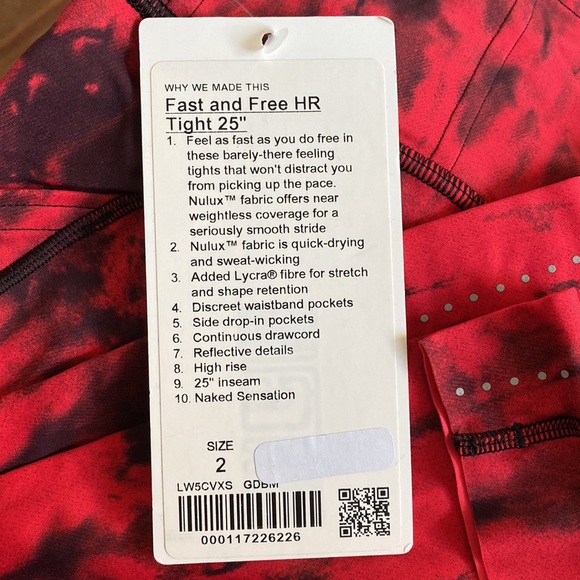 WHY WE MADE THIS
Fast and Free HR
Tight 25"
1. Feel as fast as you do free in
these barely-there feeling
tights that won't distract you
from picking up the pace.
Nulux™ fabric offers near
weightless coverage for a
seriously smooth stride
2. Nulux™ fabric is quick-drying
and sweat-wicking
3. Added Lycra® fibre for stretch
and shape retention
4. Discreet waistband pockets
5. Side drop-in pockets
6. Continuous drawcord
7. Reflective details
8. High rise
9. 25" inseam
10. Naked Sensation
SIZE
2
LW5CVXS GDBM
000117226226